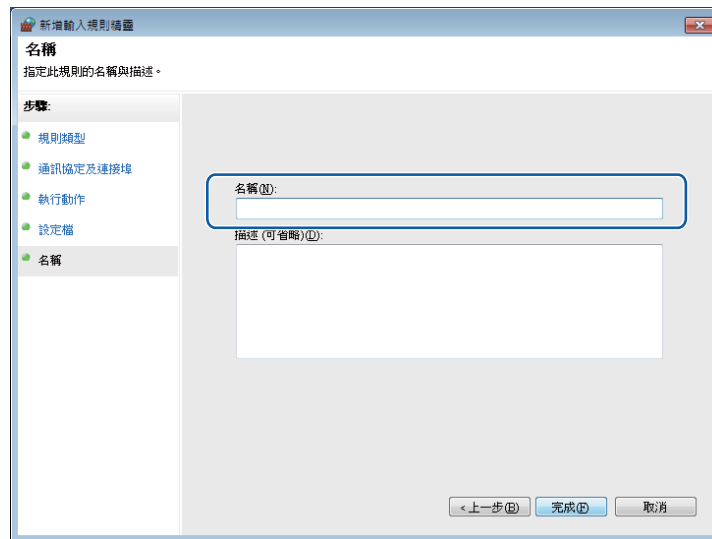 新增輸入規則精靈
名稱
指定此規則的名稱與描述。
步驟:
規則類型
通訊協定及連接埠
執行動作
設定檔
名稱
名稱(N):
描述 (可省略)(D):
<上一步(B)
完成(F)
取消